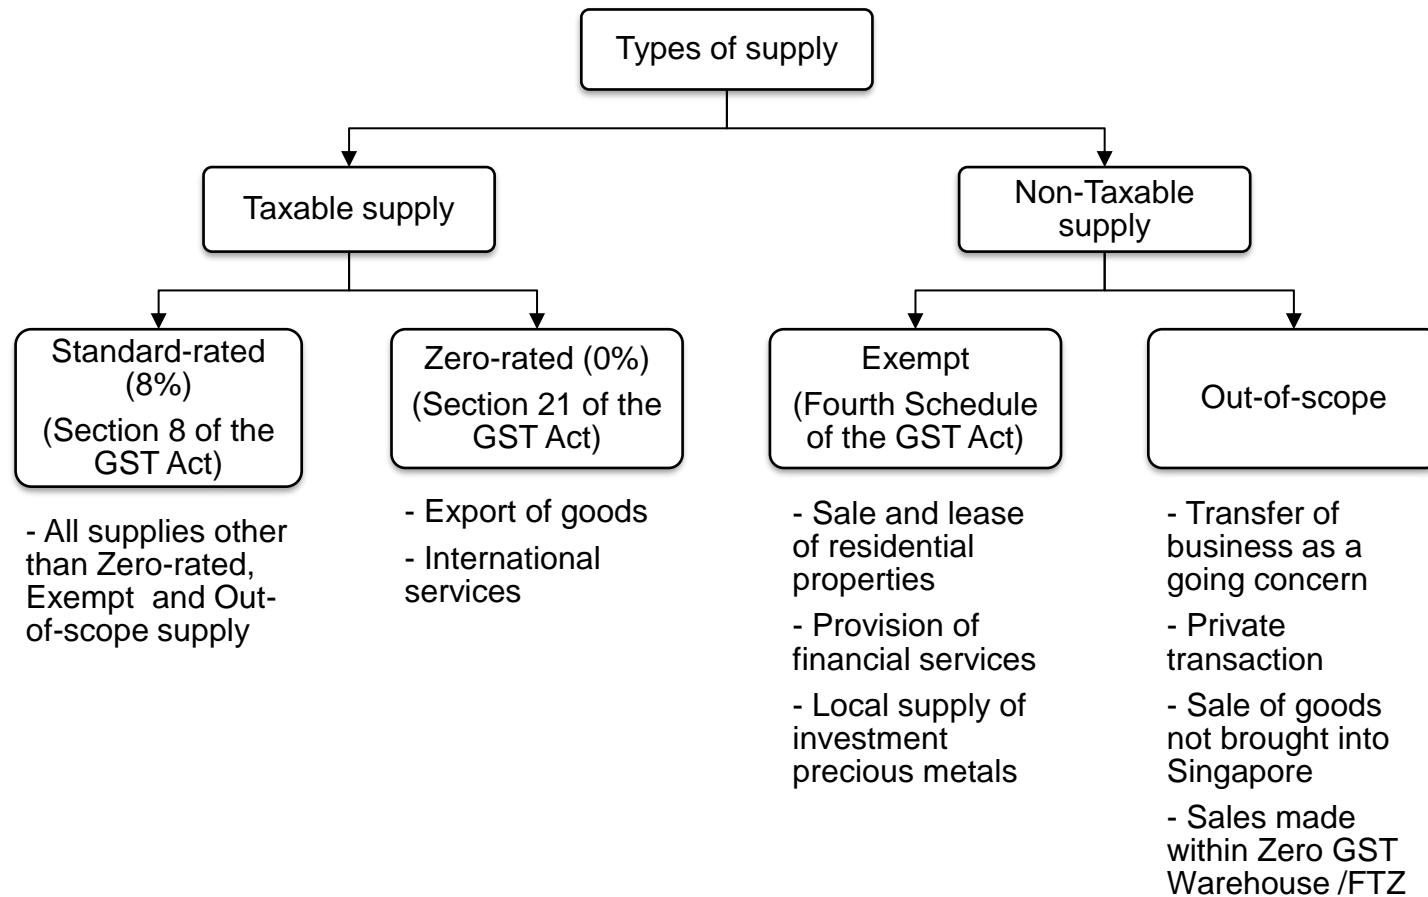 Types of supply
Taxable supply
Non-Taxable
supply
Standard-rated
(8%)
(Section 8 of the
GST Act)
Zero-rated (0%)
(Section 21 of the
GST Act)
Exempt
(Fourth Schedule
of the GST Act)
Out-of-scope
- All supplies other
than Zero-rated,
Exempt and Out-
of-scope supply
- Export of goods
- International
services
- Sale and lease
of residential
properties
- Provision of
financial services
- Local supply of
investment
precious metals
- Transfer of
business as a
going concern
- Private
transaction
- Sale of goods
not brought into
Singapore
- Sales made
within Zero GST
Warehouse /FTZ